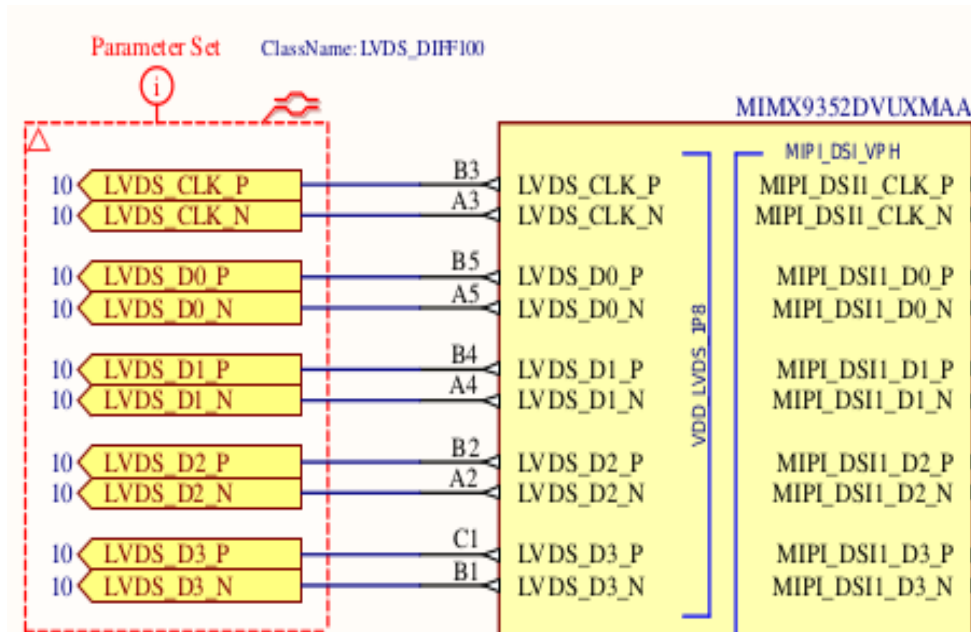 Parameter Set
ClassName: LVDS_DIFF100
i
MIMX9352DVUXMAA
MIPI_DSI_VPH
10 LVDS_CLK_P B3 LVDS_CLK_P MIPI_DSI1_CLK_P
10 LVDS_CLK_N A3 LVDS_CLK_N MIPI_DSI1_CLK_N
10 LVDS_D0_P B5 LVDS_D0_P MIPI_DSI1_D0_P
10 LVDS_D0_N A5 LVDS_D0_N MIPI_DSI1_D0_N
10 LVDS_D1_P B4 LVDS_D1_P MIPI_DSI1_D1_P
10 LVDS_D1_N A4 LVDS_D1_N MIPI_DSI1_D1_N
10 LVDS_D2_P B2 LVDS_D2_P MIPI_DSI1_D2_P
10 LVDS_D2_N A2 LVDS_D2_N MIPI_DSI1_D2_N
10 LVDS_D3_P C1 LVDS_D3_P MIPI_DSI1_D3_P
10 LVDS_D3_N B1 LVDS_D3_N MIPI_DSI1_D3_N
VDD_LVDS_1P8